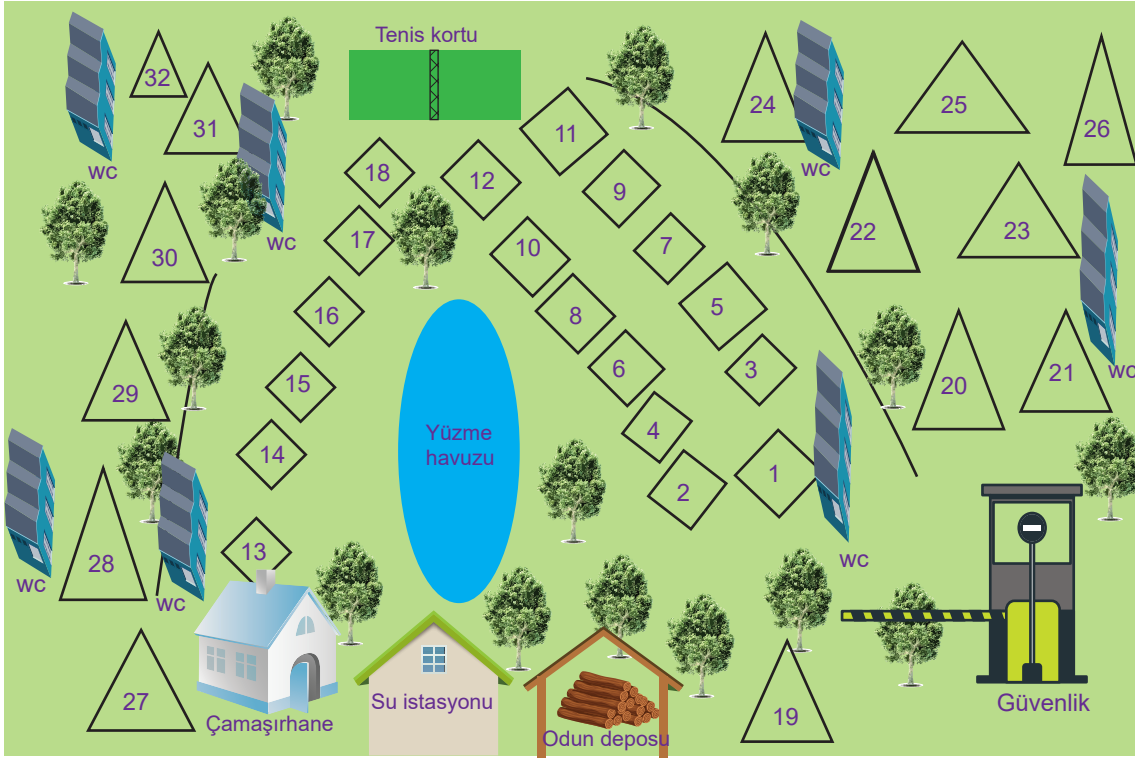 Tenis kortu
32
31
24
25
26
wc
11
wc
18
12
9
22
23
30
wc
17
10
7
16
8
5
29
15
6
3
20
21
wc
Yüzme
havuzu
14
4
2
1
13
28
wc
wc
wc
27
Çamaşırhane
Su istasyonu
Odun deposu
19
Güvenlik